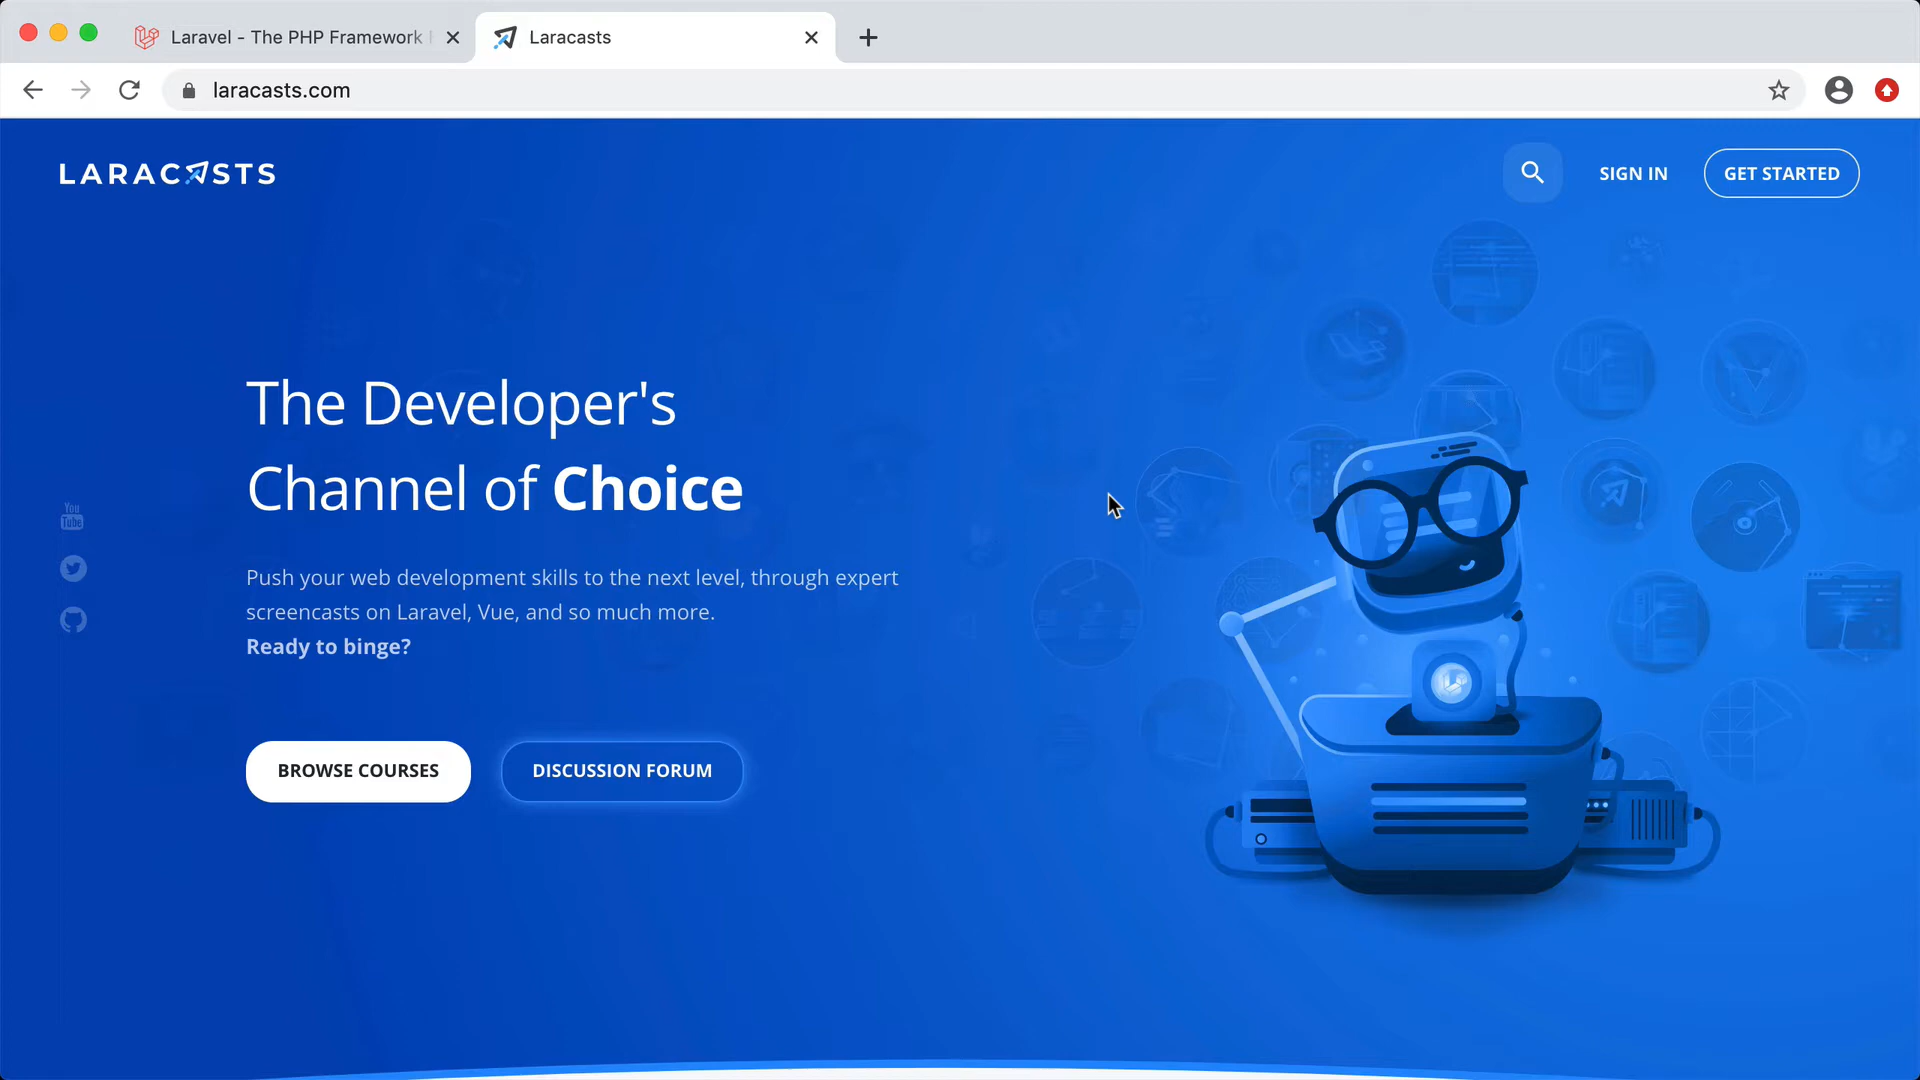 Laravel - The PHP Framework
Laracasts
laracasts.com
LARACASTS
SIGN IN
GET STARTED
The Developer's
Channel of Choice
You
Tube
Push your web development skills to the next level, through expert
screencasts on Laravel, Vue, and so much more.
Ready to binge?
BROWSE COURSES
DISCUSSION FORUM